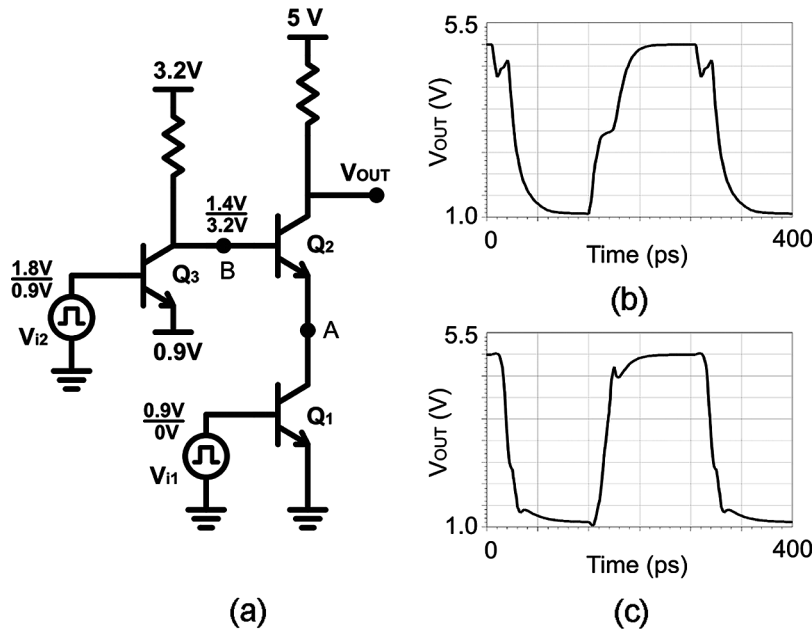 5 V
3.2V
VOUT
1.4V
3.2V
Q2
B
Q3
1.8V
0.9V
Vi2
0.9V
A
0.9V
0V
Q1
Vi1
(a)
5.5
VOUT (V)
1.0
0
400
Time (ps)
(b)
5.5
VOUT (V)
1.0
0
400
Time (ps)
(c)